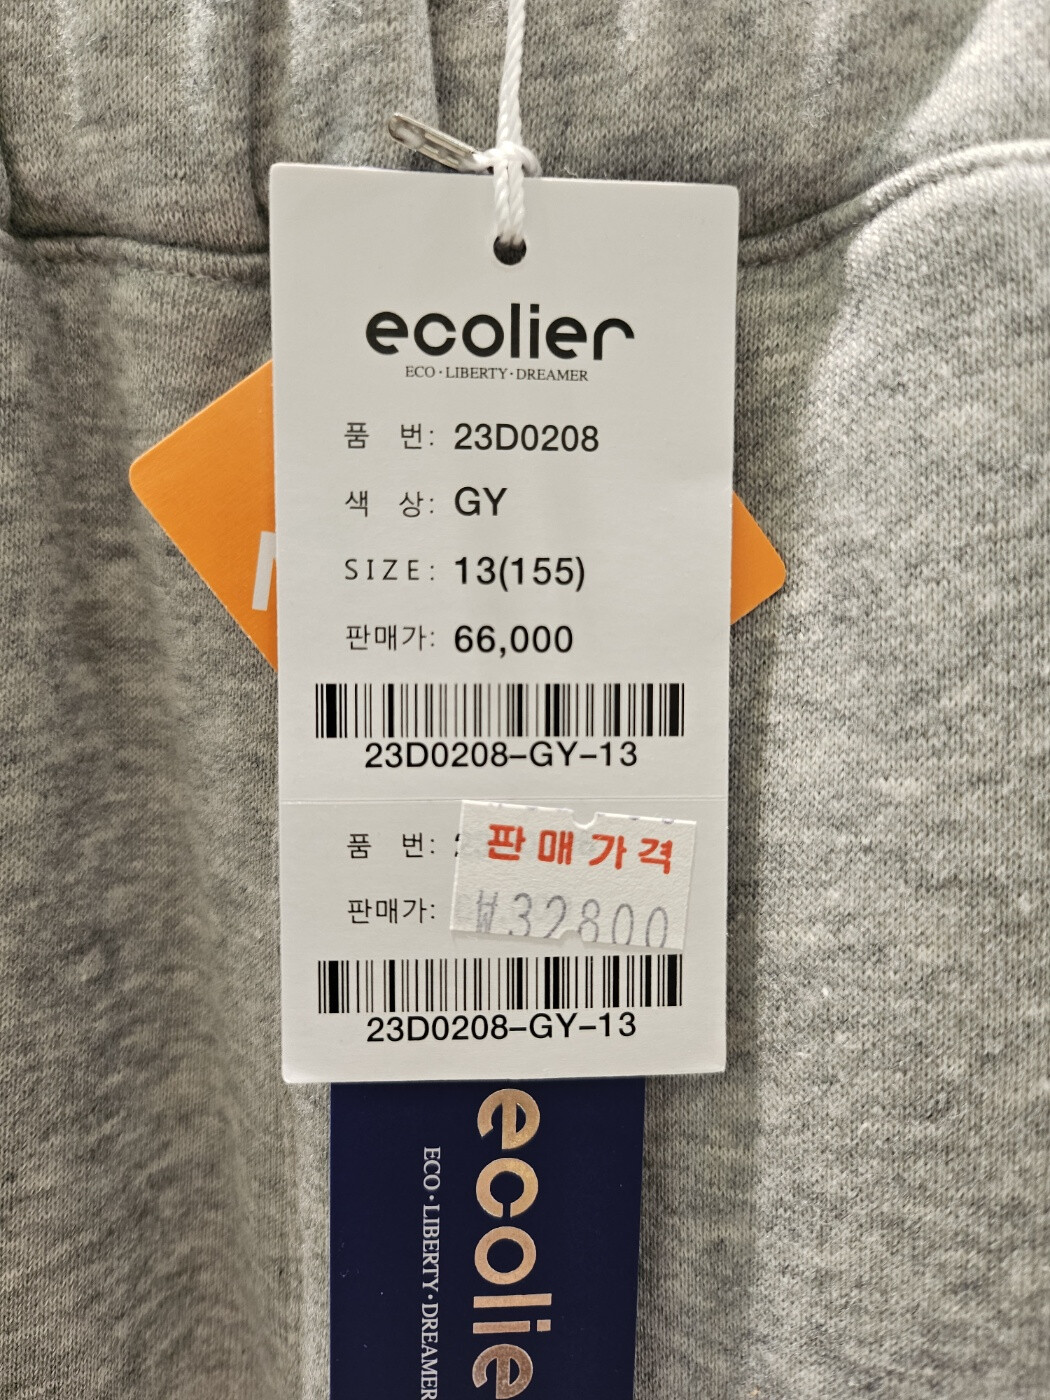 ecolier
ECO·LIBERTY·DREAMER
품 번: 23D0208
색 상: GY
SIZE: 13(155)
판매가: 66,000
23D0208-GY-13
품 번:
판매가격
판매가:
₩32800
23D0208-GY-13
ecolie
ECO·LIBERTY·DREAMER